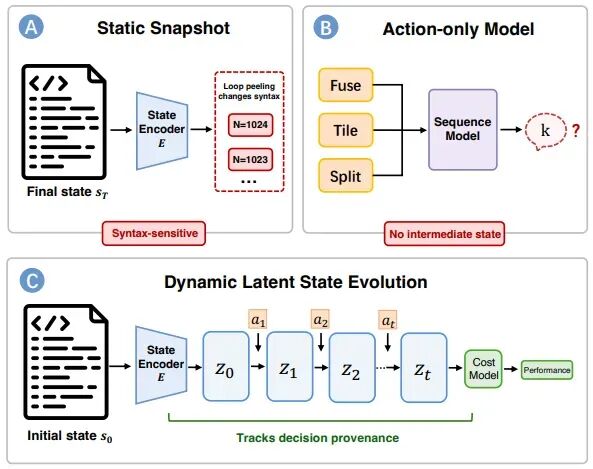 A
Static Snapshot
</>
State
Encoder
E
Loop peeling
changes syntax
N=1024
N=1023
...
Final state s_T
Syntax-sensitive
B
Action-only Model
Fuse
Tile
Split
Sequence
Model
k
?
No intermediate state
C
Dynamic Latent State Evolution
</>
State
Encoder
E
a_1
a_2
a_t
z_0
z_1
z_2
...
z_t
Cost
Model
Performance
Initial state s_0
Tracks decision provenance